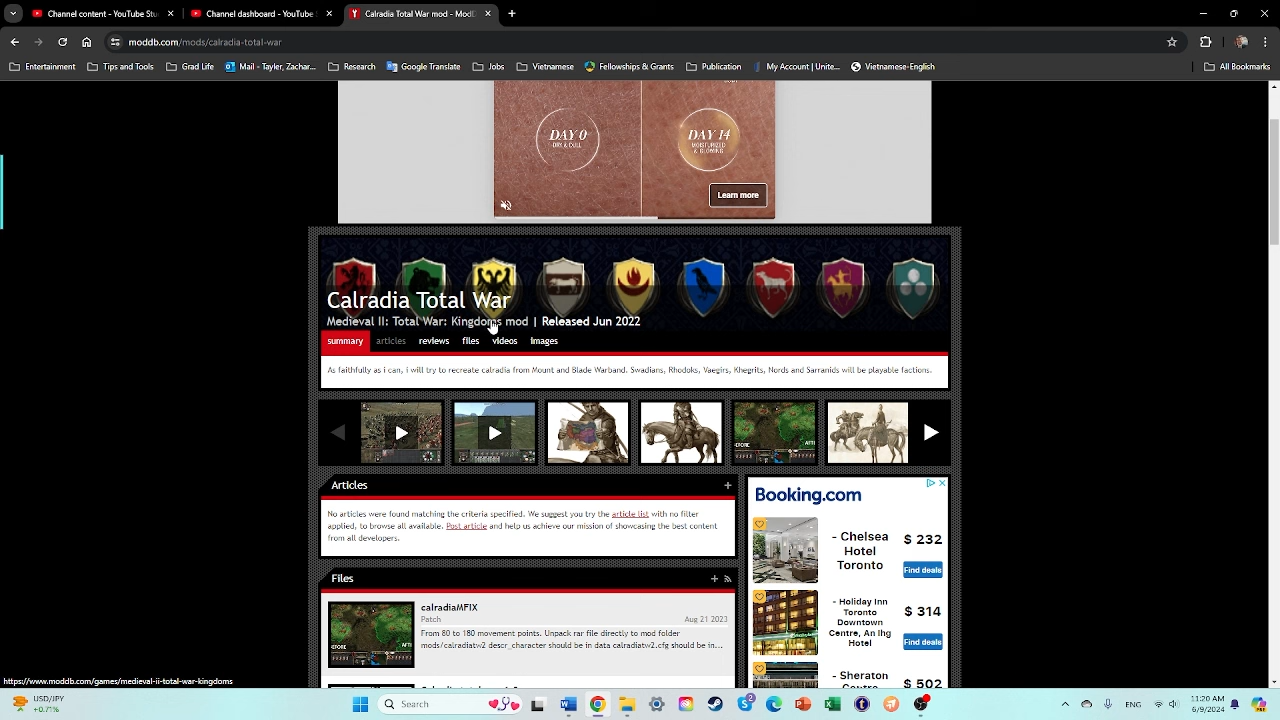 Channel content - YouTube Stu
Channel dashboard - YouTube S
Calradia Total War mod - ModD
moddb.com/mods/calradia-total-war
Entertainment
Tips and Tools
Grad Life
Mail - Tayler, Zachar...
Research
Google Translate
Jobs
Vietnamese
Fellowships & Grants
Publication
My Account | Unite...
Vietnamese-English
All Bookmarks
DAY 0
DRY & DULL
DAY 14
MOISTURIZED
& GLOWING
Learn more
Calradia Total War
Medieval II: Total War: Kingdoms mod | Released Jun 2022
summary articles reviews files videos images
As faithfully as i can, i will try to recreate calradia from Mount and Blade Warband. Swadians, Rhodoks, Vaegirs, Khegrits, Nords and Sarranids will be playable factions.
Articles
No articles were found matching the criteria specified. We suggest you try the article list with no filter
applied, to browse all available. Post article and help us achieve our mission of showcasing the best content
from all developers.
Files
calradiaMFIX
Patch
Aug 21 2023
From 80 to 180 movement points. Unpack rar file directly to mod folder
mods/calradiatw2 descr_character should be in data calradiatw2.cfg should be in...
Booking.com
- Chelsea
Hotel
Toronto
$ 232
Find deals
- Holiday Inn
Toronto
Downtown
Centre, An Ihg
Hotel
$ 314
Find deals
- Sheraton
Centre
$ 502
https://www.moddb.com/games/medieval-ii-total-war-kingdoms
USD/JPY
+0.71%
Search
2
ENG
11:20 AM
6/9/2024